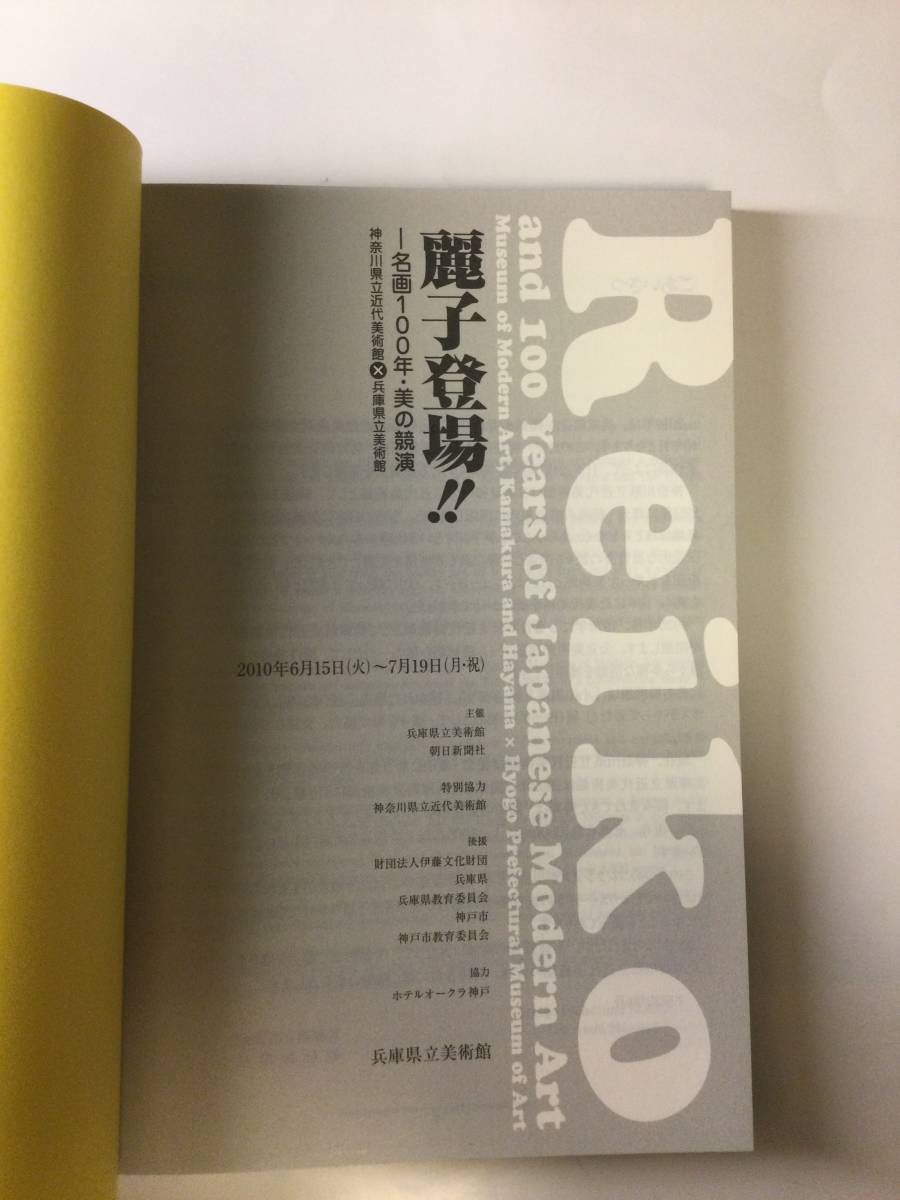 Reiko
and 100 Years of Japanese Modern Art
Museum of Modern Art, Kamakura and Hayama × Hyogo Prefectural Museum of Art
麗子登場!!
―名画100年・美の競演
神奈川県立近代美術館×兵庫県立美術館
2010年6月15日(火)〜7月19日(月・祝)
主催
兵庫県立美術館
朝日新聞社
特別協力
神奈川県立近代美術館
後援
財団法人伊藤文化財団
兵庫県
兵庫県教育委員会
神戸市
神戸市教育委員会
協力
ホテルオークラ神戸
兵庫県立美術館